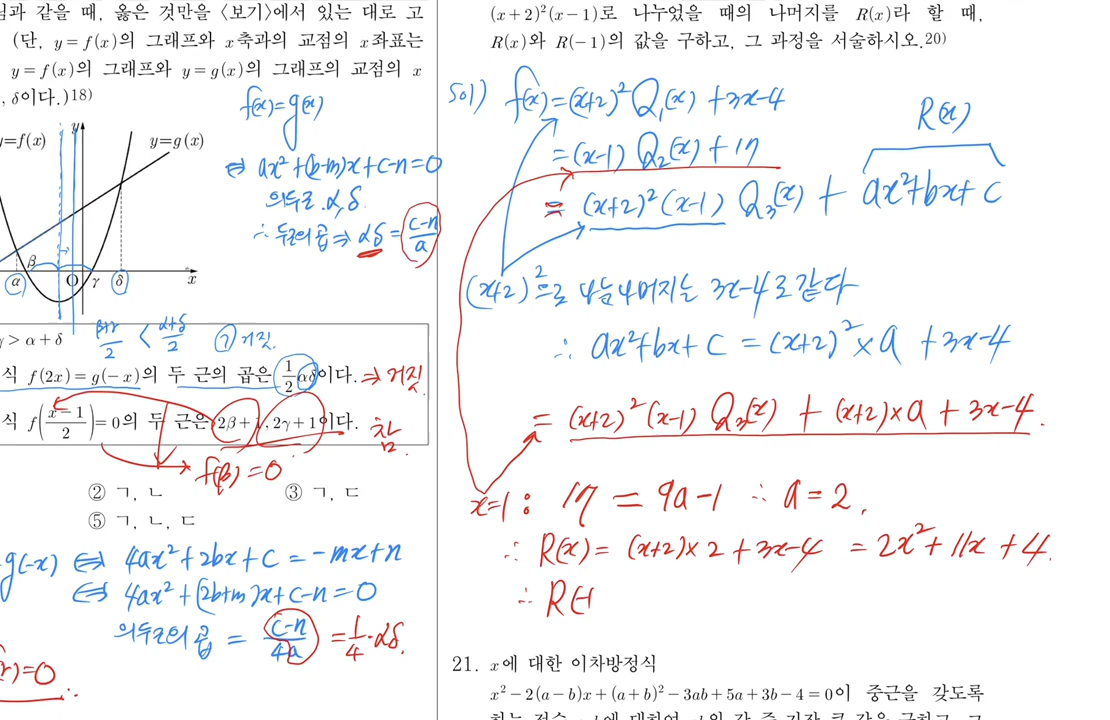 님과 같을 때, 옳은 것만을 <보기>에서 있는 대로 고
(단, y=f(x)의 그래프와 x축과의 교점의 x좌표는
y=f(x)의 그래프와 y=g(x)의 그래프의 교점의 x
, δ이다.)18)
f(x)=g(x)
y=f(x)
y
y=g(x)
⇔ ax²+(b-m)x+c-n=0
의 두 근 α, δ
∴ 두근의 곱 ⇒ αδ = (c-n)/a
α β O γ δ x
γ > α+δ
(β+γ)/2 < (α+δ)/2 ㉠ 거짓
식 f(2x)=g(-x)의 두 근의 곱은 1/2 αδ이다. ⇒ 거짓
식 f((x-1)/2)=0의 두 근은 2β+1, 2γ+1이다. 참
f(β)=0
② ㄱ, ㄴ ③ ㄱ, ㄷ
⑤ ㄱ, ㄴ, ㄷ
g(-x) ⇔ 4ax²+2bx+c=-mx+n
⇔ 4ax²+(2b+m)x+c-n=0
의 두근의 곱 = (c-n)/4a = 1/4·αδ.
r)=0
∴
(x+2)²(x-1)로 나누었을 때의 나머지를 R(x)라 할 때,
R(x)와 R(-1)의 값을 구하고, 그 과정을 서술하시오.20)
sol) f(x)=(x+2)²Q₁(x)+3x-4
R(x)
=(x-1)Q₂(x)+17
=(x+2)²(x-1)Q₃(x)+ax²+bx+c
(x+2)²으로 나눈 나머지는 3x-4로 같다
∴ ax²+bx+c=(x+2)²×a+3x-4
=(x+2)²(x-1)Q₃(x)+(x+2)×a+3x-4.
x=1: 17=9a-1 ∴ a=2.
∴ R(x)=(x+2)×2+3x-4=2x²+11x+4.
∴ R(-1
21. x에 대한 이차방정식
x²-2(a-b)x+(a+b)²-3ab+5a+3b-4=0이 중근을 갖도록